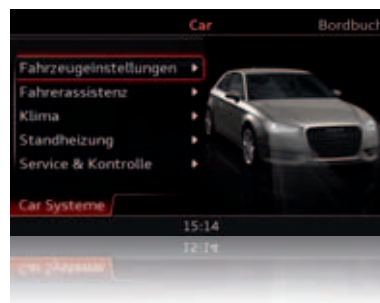 Car Bordbuch
Fahrzeugeinstellungen
Fahrerassistenz
Klima
Standheizung
Service & Kontrolle
Car Systeme
15:14